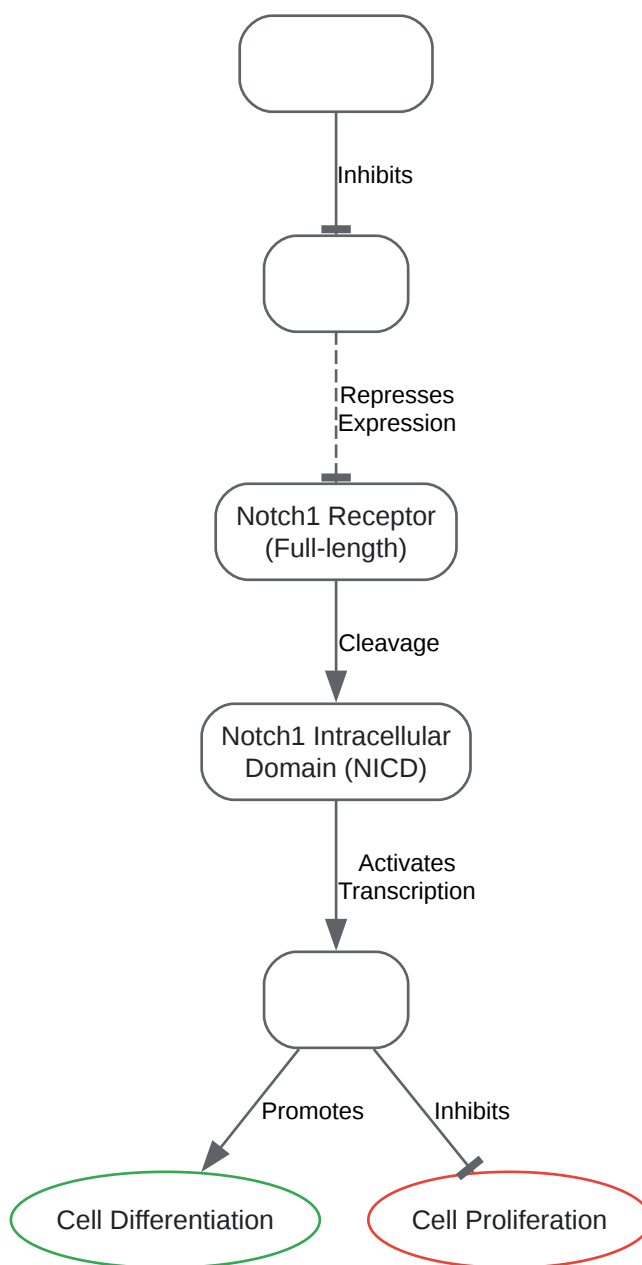 Inhibits
Represses
Expression
Notch1 Receptor
(Full-length)
Cleavage
Notch1 Intracellular
Domain (NICD)
Activates
Transcription
Promotes
Inhibits
Cell Differentiation
Cell Proliferation